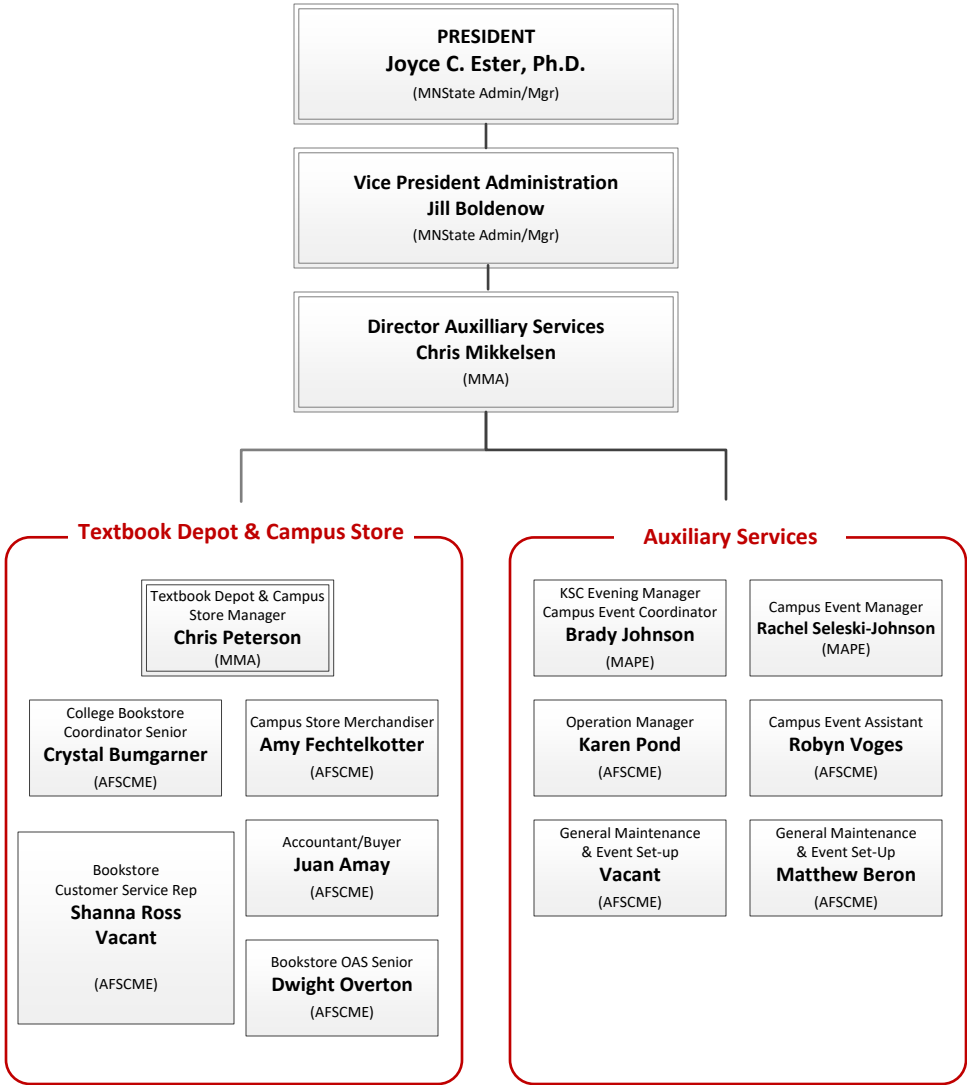 PRESIDENT
Joyce C. Ester, Ph.D.
(MNState Admin/Mgr)
Vice President Administration
Jill Boldenow
(MNState Admin/Mgr)
Director Auxilliary Services
Chris Mikkelsen
(MMA)
Textbook Depot & Campus Store
Textbook Depot & Campus
Store Manager
Chris Peterson
(MMA)
College Bookstore
Coordinator Senior
Crystal Bumgarner
(AFSCME)
Campus Store Merchandiser
Amy Fechtelkotter
(AFSCME)
Bookstore
Customer Service Rep
Shanna Ross
Vacant
(AFSCME)
Accountant/Buyer
Juan Amay
(AFSCME)
Bookstore OAS Senior
Dwight Overton
(AFSCME)
Auxiliary Services
KSC Evening Manager
Campus Event Coordinator
Brady Johnson
(MAPE)
Campus Event Manager
Rachel Seleski-Johnson
(MAPE)
Operation Manager
Karen Pond
(AFSCME)
Campus Event Assistant
Robyn Voges
(AFSCME)
General Maintenance
& Event Set-up
Vacant
(AFSCME)
General Maintenance
& Event Set-Up
Matthew Beron
(AFSCME)